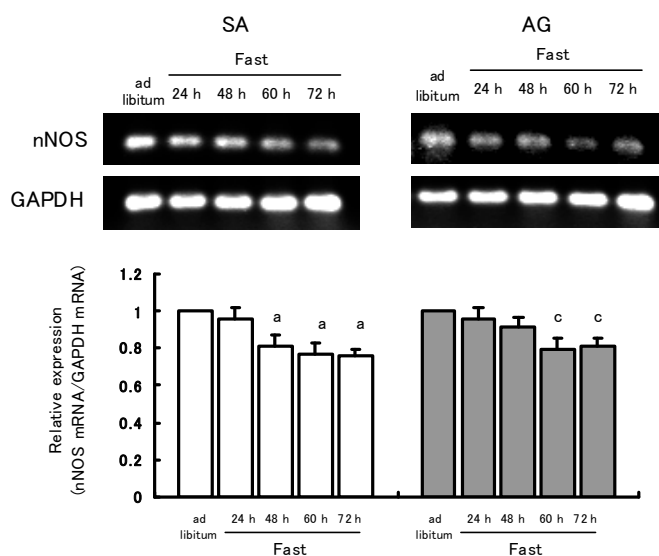 SA AG
Fast Fast
ad libitum 24 h 48 h 60 h 72 h ad libitum 24 h 48 h 60 h 72 h
nNOS
GAPDH
Relative expression
(nNOS mRNA/GAPDH mRNA)
1.2
1
0.8
0.6
0.4
0.2
0
a a a c c
ad libitum 24 h 48 h 60 h 72 h ad libitum 24 h 48 h 60 h 72 h
Fast Fast